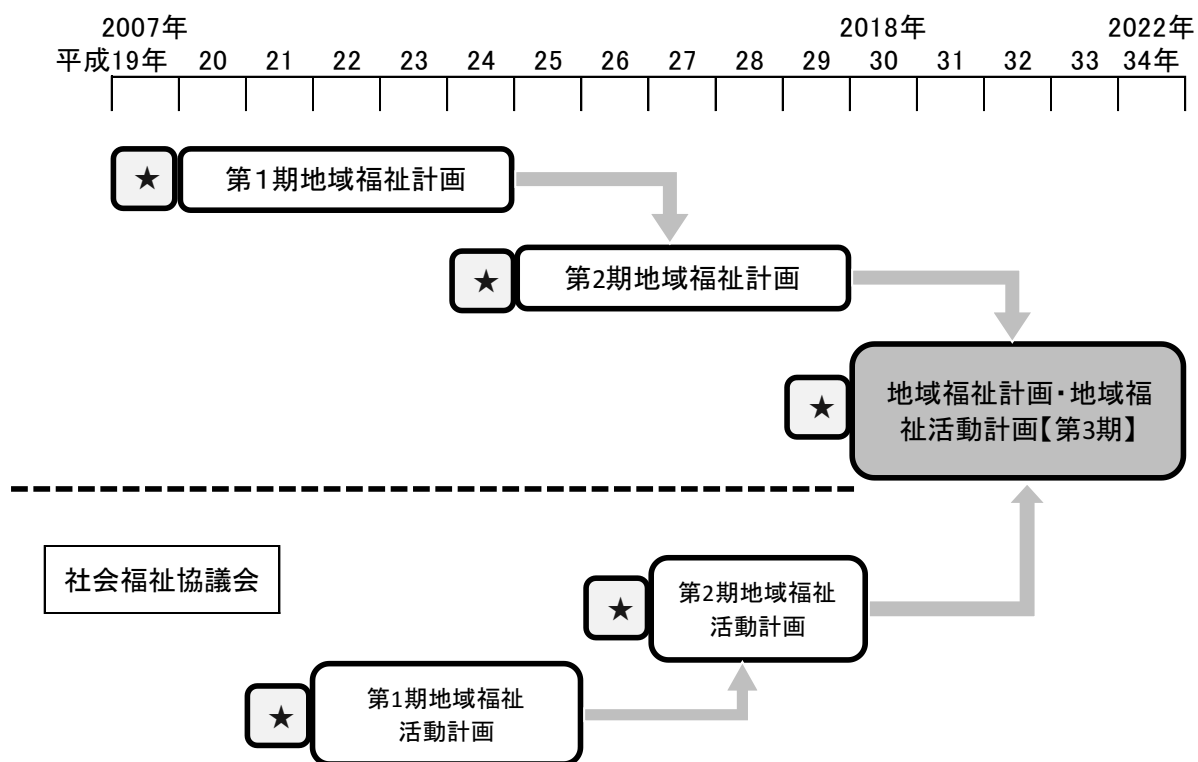 2007年 2018年 2022年
平成19年 20 21 22 23 24 25 26 27 28 29 30 31 32 33 34年
★ 第1期地域福祉計画
★ 第2期地域福祉計画
★ 地域福祉計画・地域福
祉活動計画【第3期】
社会福祉協議会
★ 第2期地域福祉
活動計画
★ 第1期地域福祉
活動計画